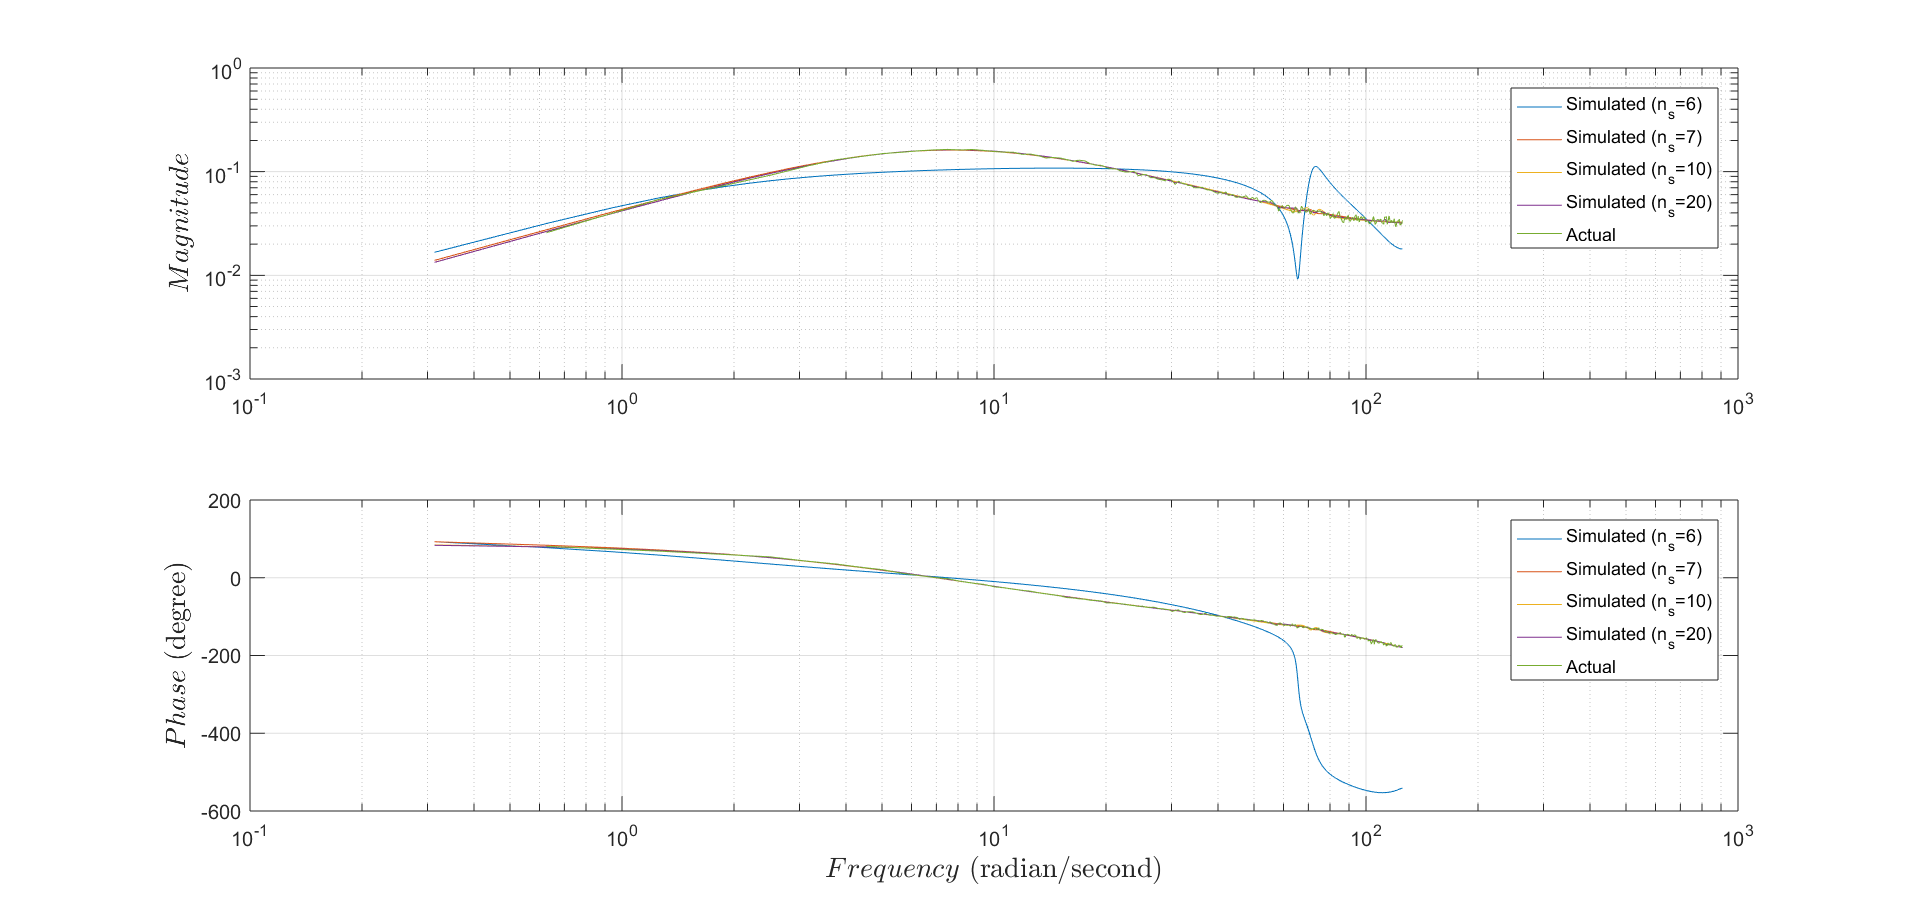 10^0
10^-1
10^-2
10^-3
Magnitude
Simulated (n_s=6)
Simulated (n_s=7)
Simulated (n_s=10)
Simulated (n_s=20)
Actual
10^-1 10^0 10^1 10^2 10^3
200
0
-200
-400
-600
Phase (degree)
Simulated (n_s=6)
Simulated (n_s=7)
Simulated (n_s=10)
Simulated (n_s=20)
Actual
10^-1 10^0 10^1 10^2 10^3
Frequency (radian/second)